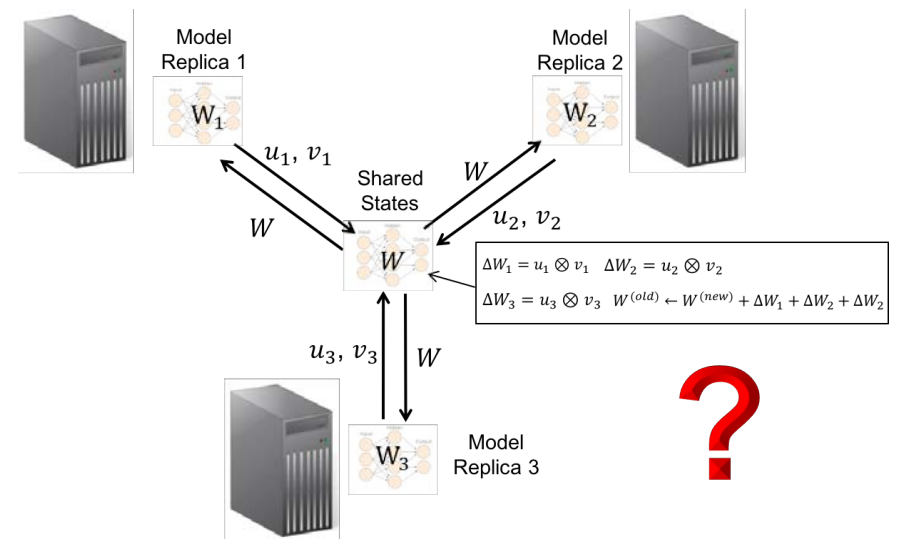 Model
Replica 1
W₁
Model
Replica 2
W₂
u₁, v₁
W
Shared
States
W
W
u₂, v₂
ΔW₁ = u₁ ⊗ v₁ ΔW₂ = u₂ ⊗ v₂
ΔW₃ = u₃ ⊗ v₃ W⁽ᵒˡᵈ⁾ ← W⁽ⁿᵉʷ⁾ + ΔW₁ + ΔW₂ + ΔW₂
u₃, v₃
W
W₃
Model
Replica 3
?